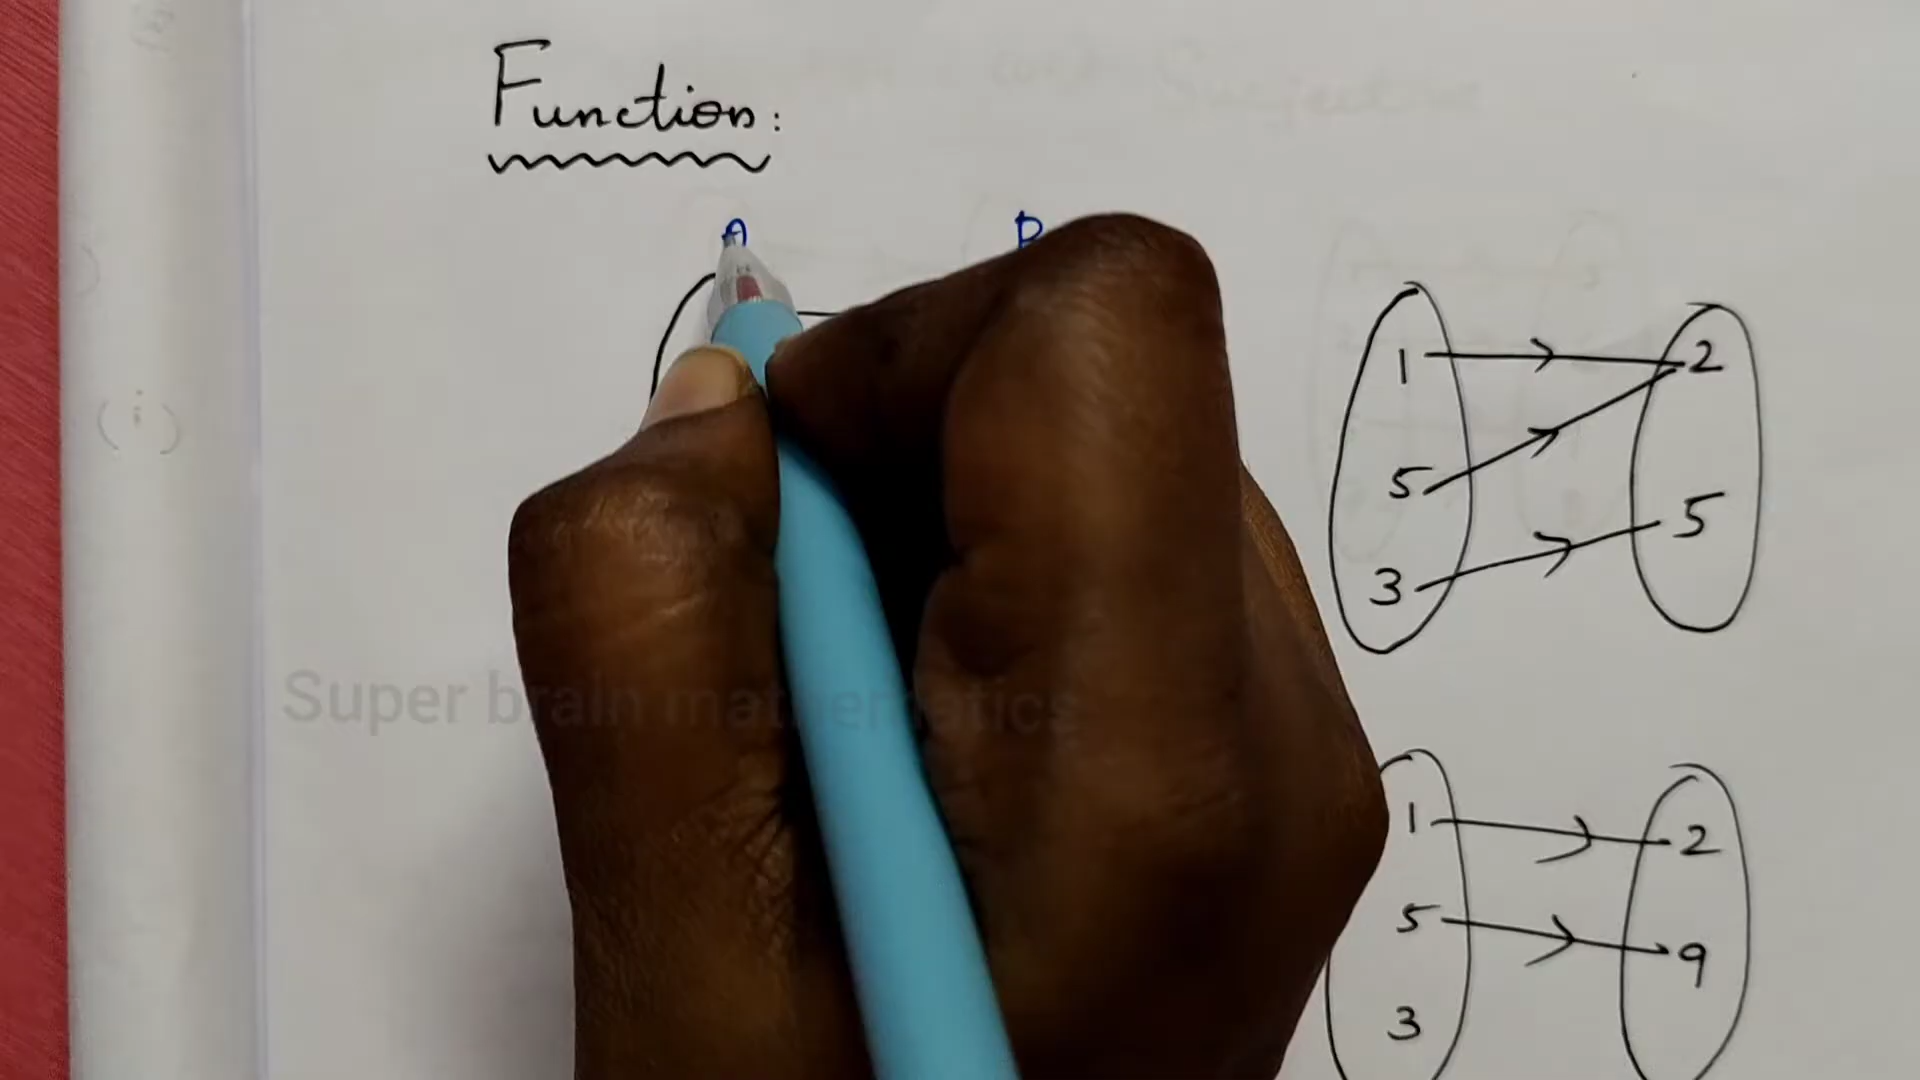 Function:
A B
1 2
5 5
3
Super brain mathematics
1 2
5 9
3
(i)